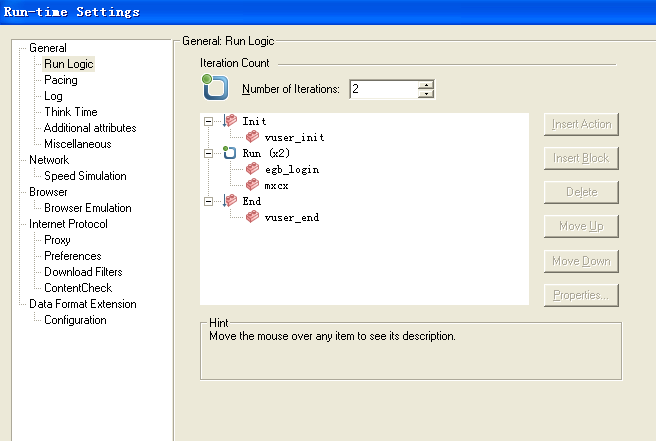 Run-time Settings
General
Run Logic
Pacing
Log
Think Time
Additional attributes
Miscellaneous
Network
Speed Simulation
Browser
Browser Emulation
Internet Protocol
Proxy
Preferences
Download Filters
ContentCheck
Data Format Extension
Configuration
General: Run Logic
Iteration Count
Number of Iterations: 2
Init
vuser_init
Run (x2)
egb_login
mxcx
End
vuser_end
Insert Action
Insert Block
Delete
Move Up
Move Down
Properties...
Hint
Move the mouse over any item to see its description.